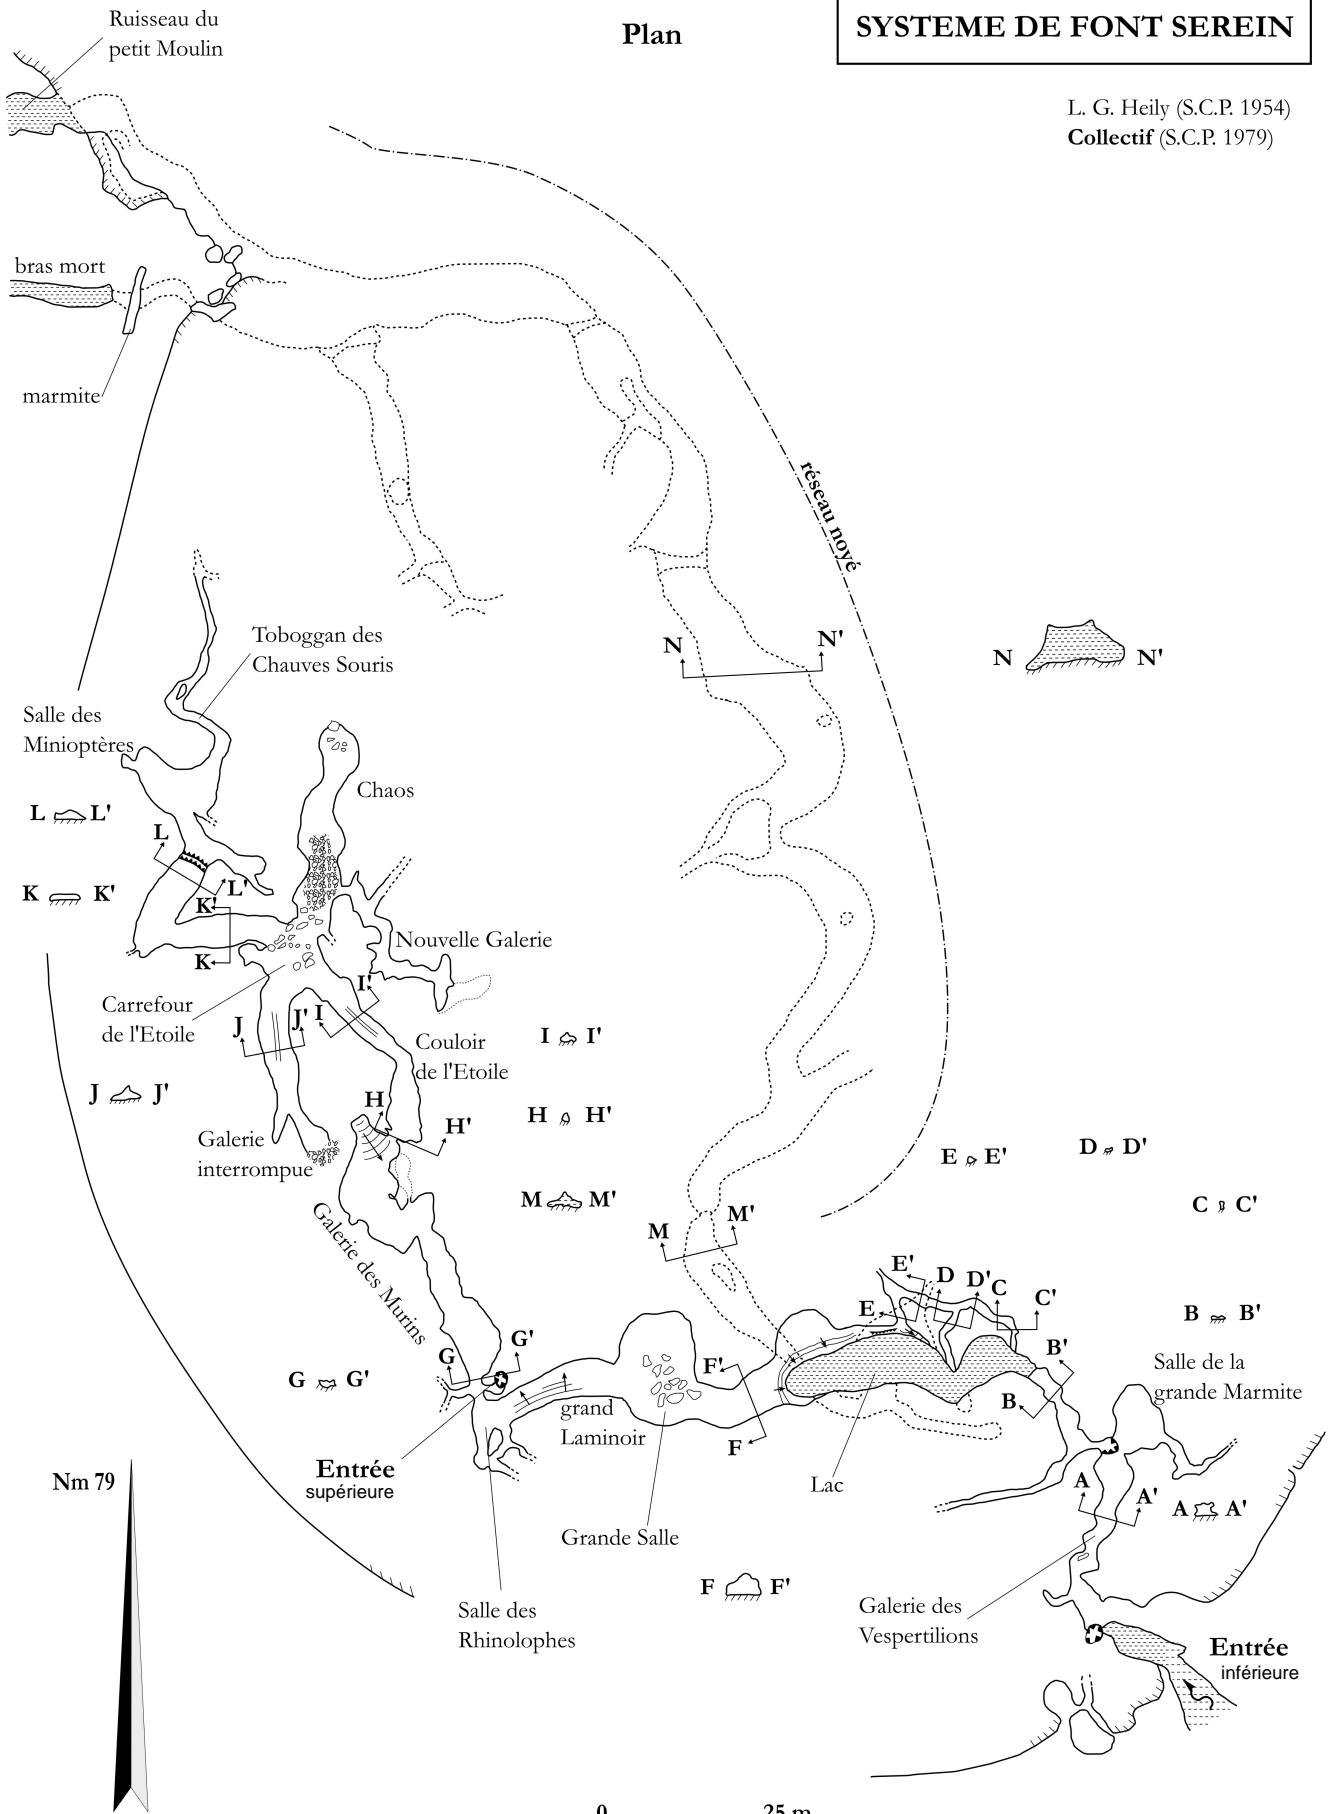 Ruisseau du
petit Moulin
Plan
SYSTEME DE FONT SEREIN
L. G. Heily (S.C.P. 1954)
Collectif (S.C.P. 1979)
bras mort
marmite
réseau noyé
Toboggan des
Chauves Souris
N N'
N N'
Salle des
Minioptères
Chaos
L L'
L
L'
K K'
K'
K
Nouvelle Galerie
Carrefour
de l'Etoile
I'
J J' I
Couloir
de l'Etoile
I I'
J J'
H
H'
H H'
Galerie
interrompue
E E'
D D'
M M'
C C'
Galerie des Murins
M M'
E' D D' C
C'
E
B B'
G'
G
B'
F'
Salle de la
grande Marmite
G G'
B
grand
Laminoir
F
Entrée
supérieure
Nm 79
Lac
A
A'
A A'
Grande Salle
F F'
Salle des
Rhinolophes
Galerie des
Vespertilions
Entrée
inférieure
0 25 m